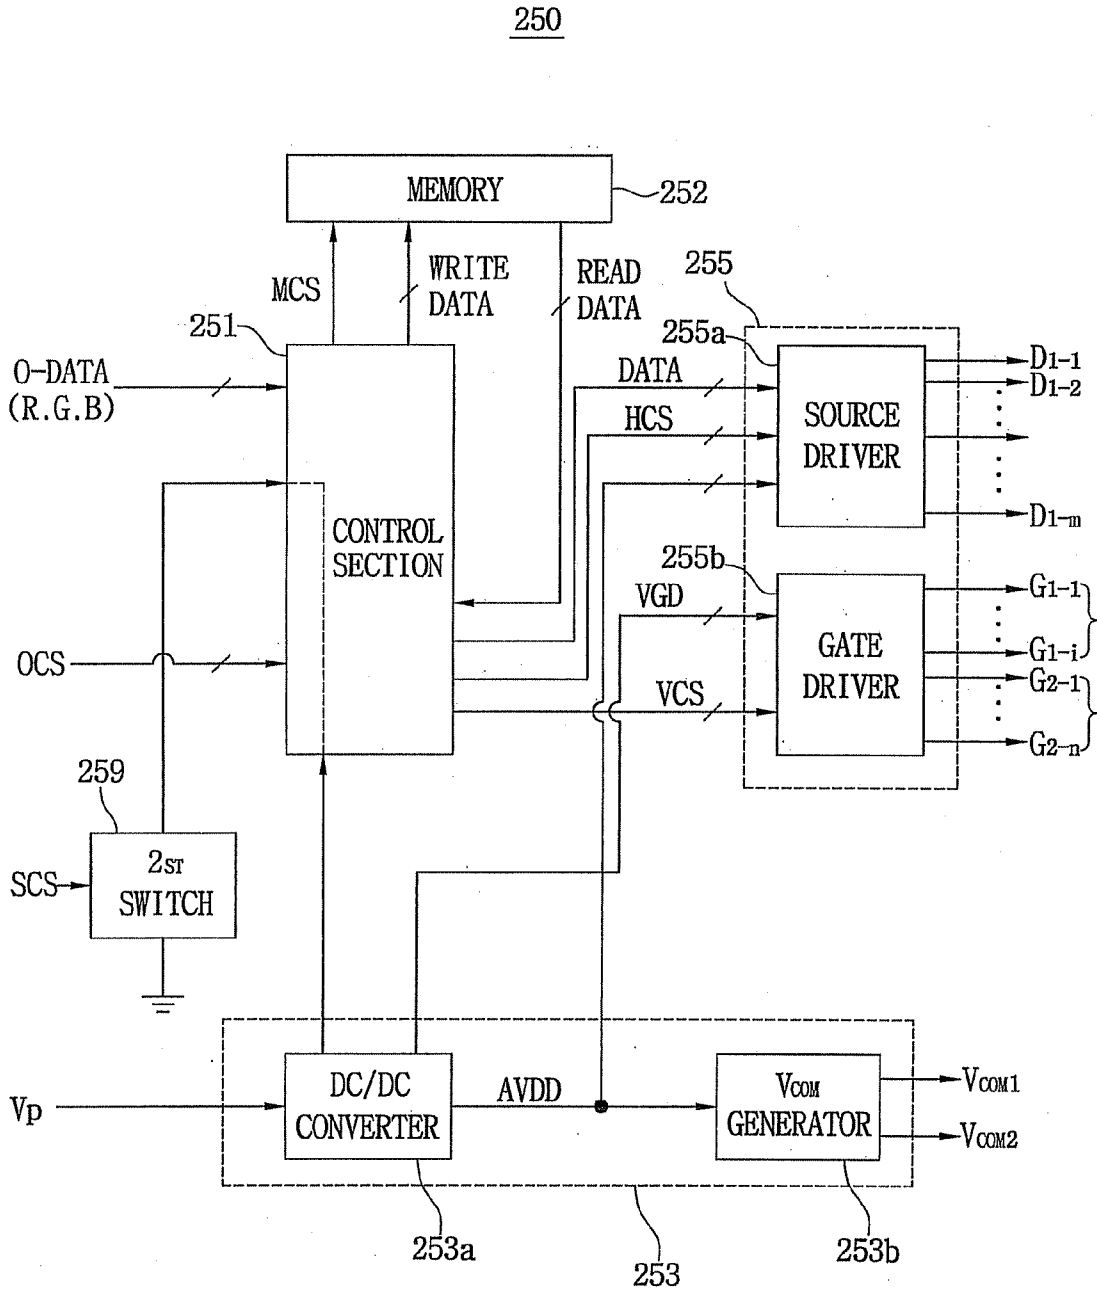 250
MEMORY
252
MCS
WRITE
DATA
READ
DATA
255
251
255a
O-DATA
(R.G.B)
DATA
HCS
SOURCE
DRIVER
D1-1
D1-2
D1-m
CONTROL
SECTION
255b
VGD
OCS
VCS
GATE
DRIVER
G1-1
G1-i
G2-1
G2-n
259
SCS
2ST
SWITCH
Vp
DC/DC
CONVERTER
AVDD
VCOM
GENERATOR
VCOM1
VCOM2
253a
253
253b